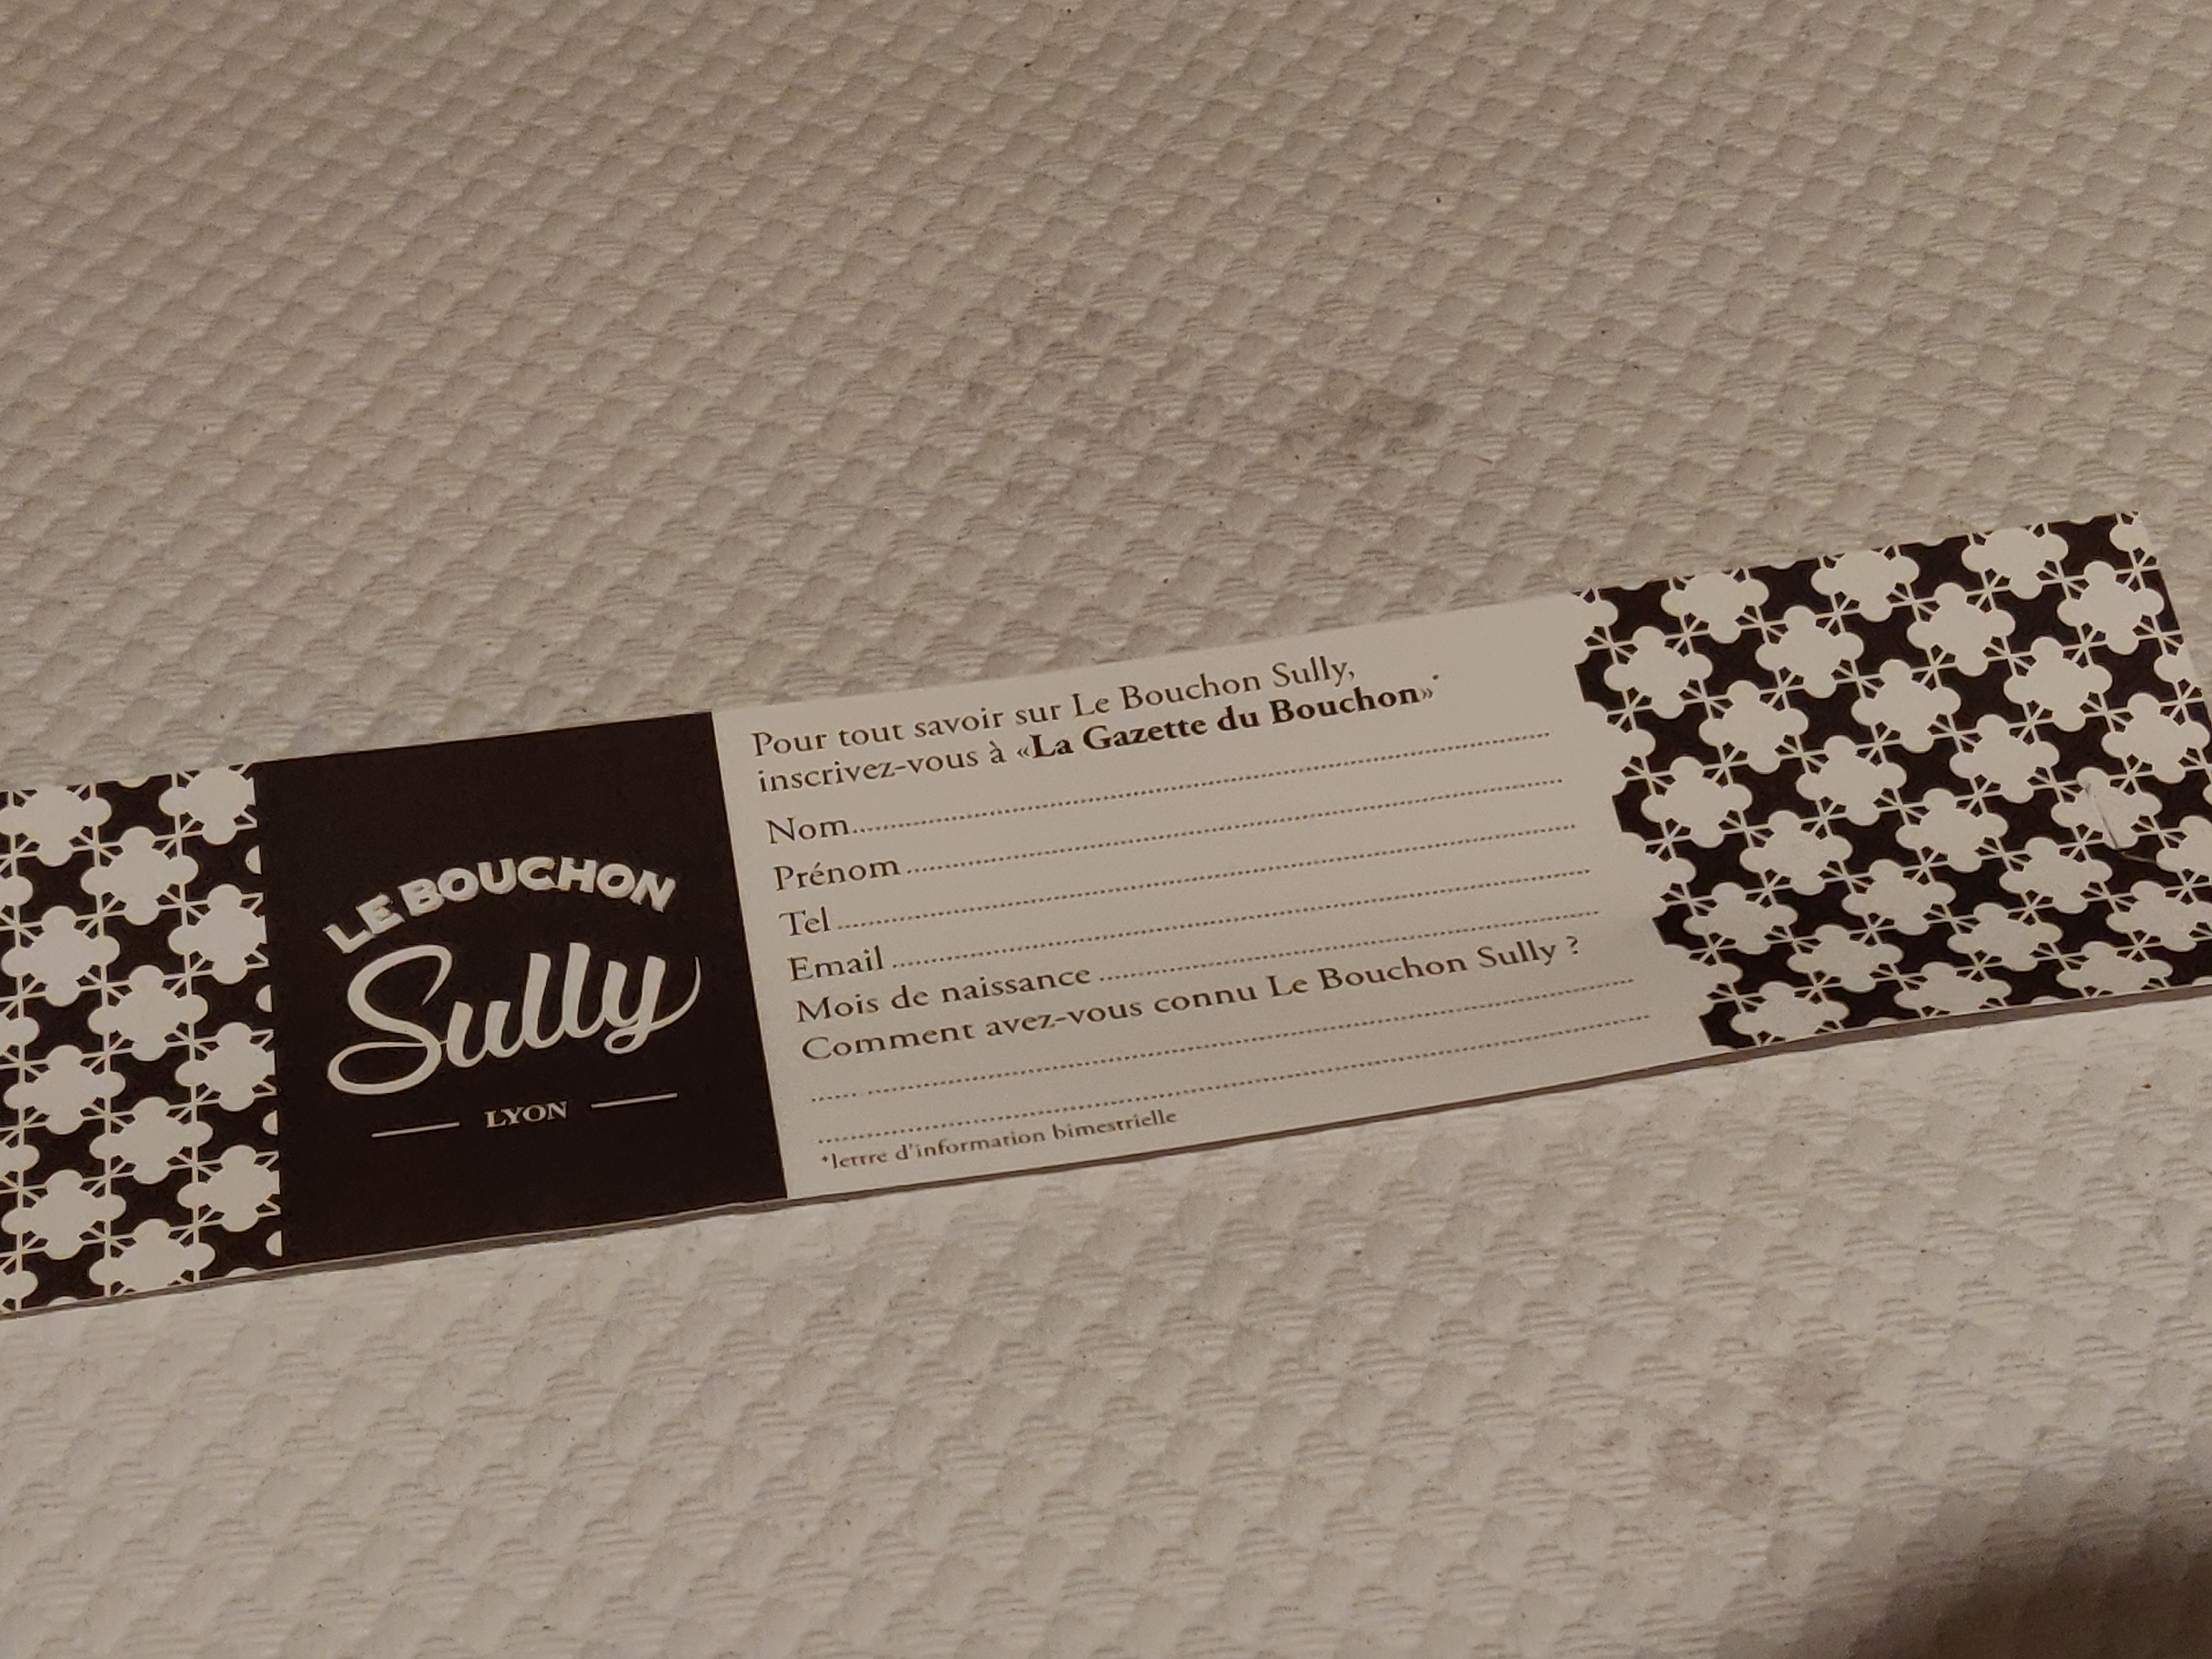 LE BOUCHON
Sully
LYON
Pour tout savoir sur Le Bouchon Sully,
inscrivez-vous à «La Gazette du Bouchon»*
Nom
Prénom
Tel
Email
Mois de naissance
Comment avez-vous connu Le Bouchon Sully ?
*lettre d'information bimestrielle